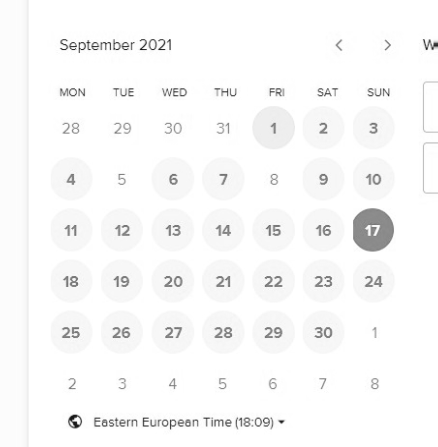 September 2021
MON TUE WED THU FRI SAT SUN
28 29 30 31 1 2 3
4 5 6 7 8 9 10
11 12 13 14 15 16 17
18 19 20 21 22 23 24
25 26 27 28 29 30 1
2 3 4 5 6 7 8
Eastern European Time (18:09)